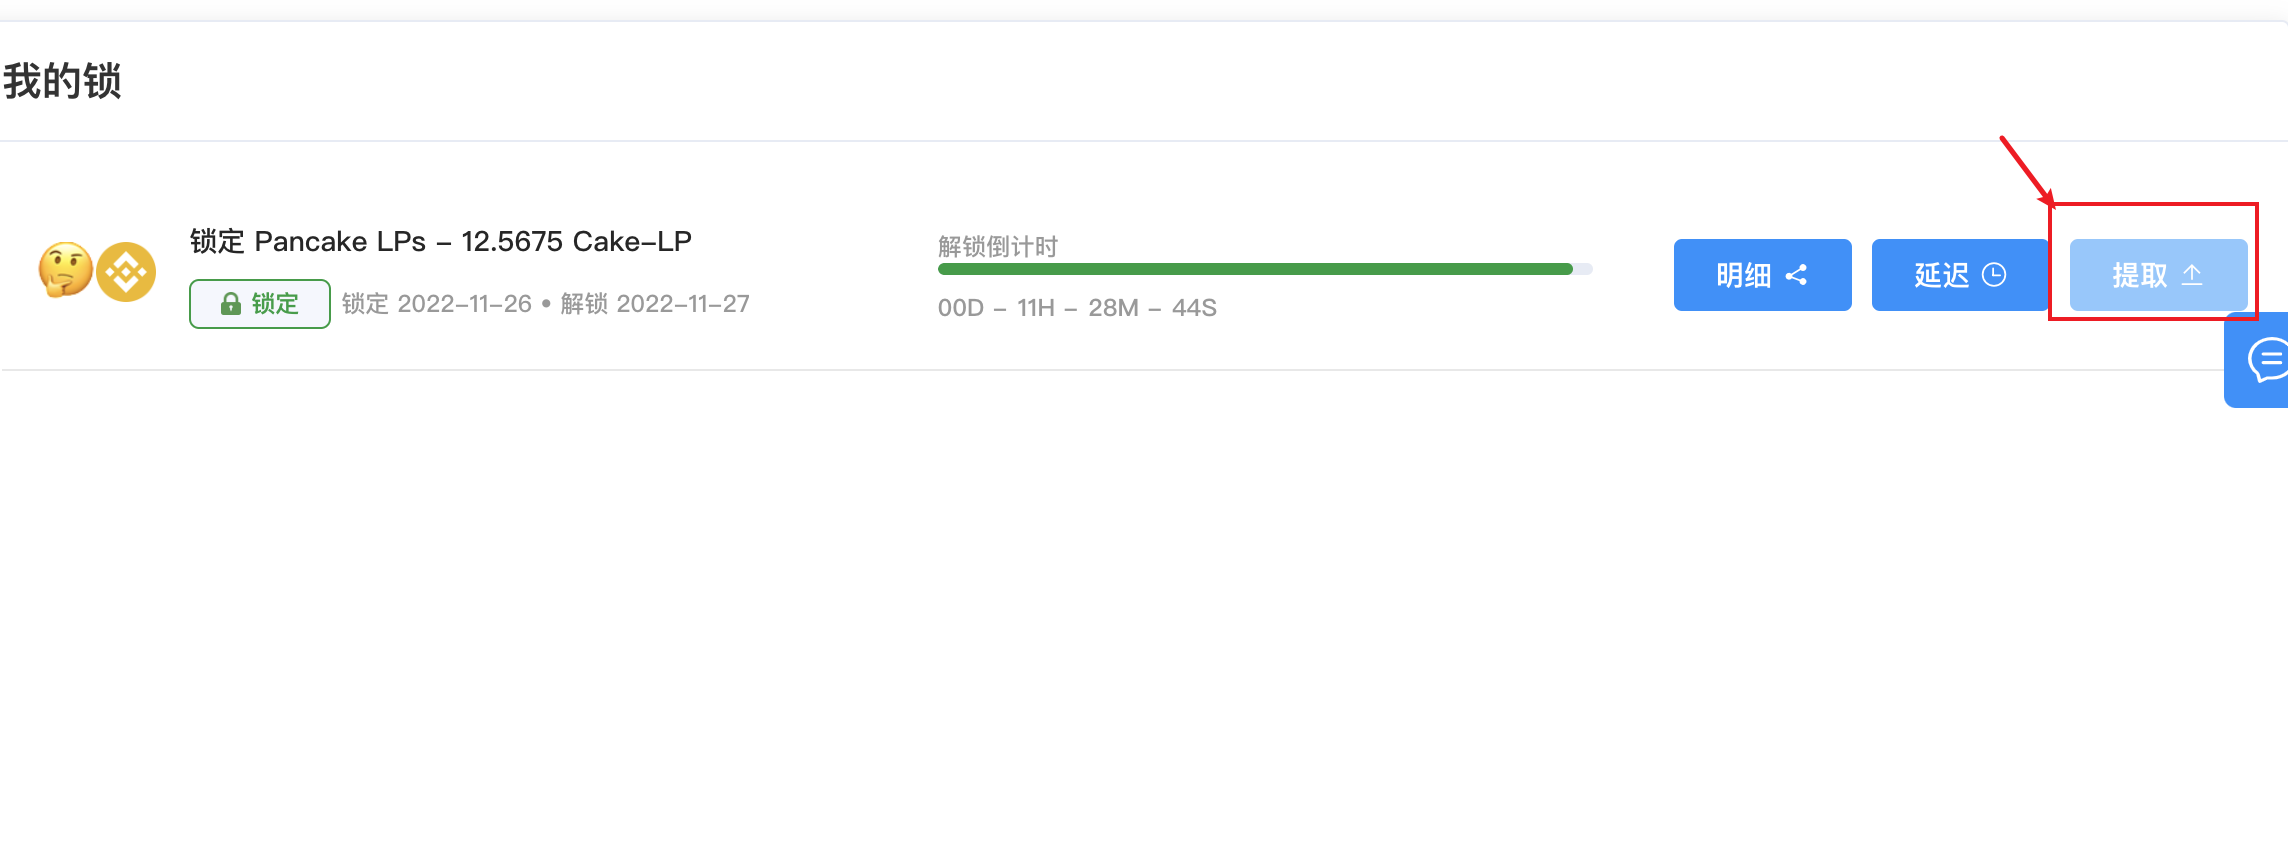 我的锁
锁定 Pancake LPs - 12.5675 Cake-LP
锁定 锁定 2022-11-26 • 解锁 2022-11-27
解锁倒计时
00D - 11H - 28M - 44S
明细 延迟 提取